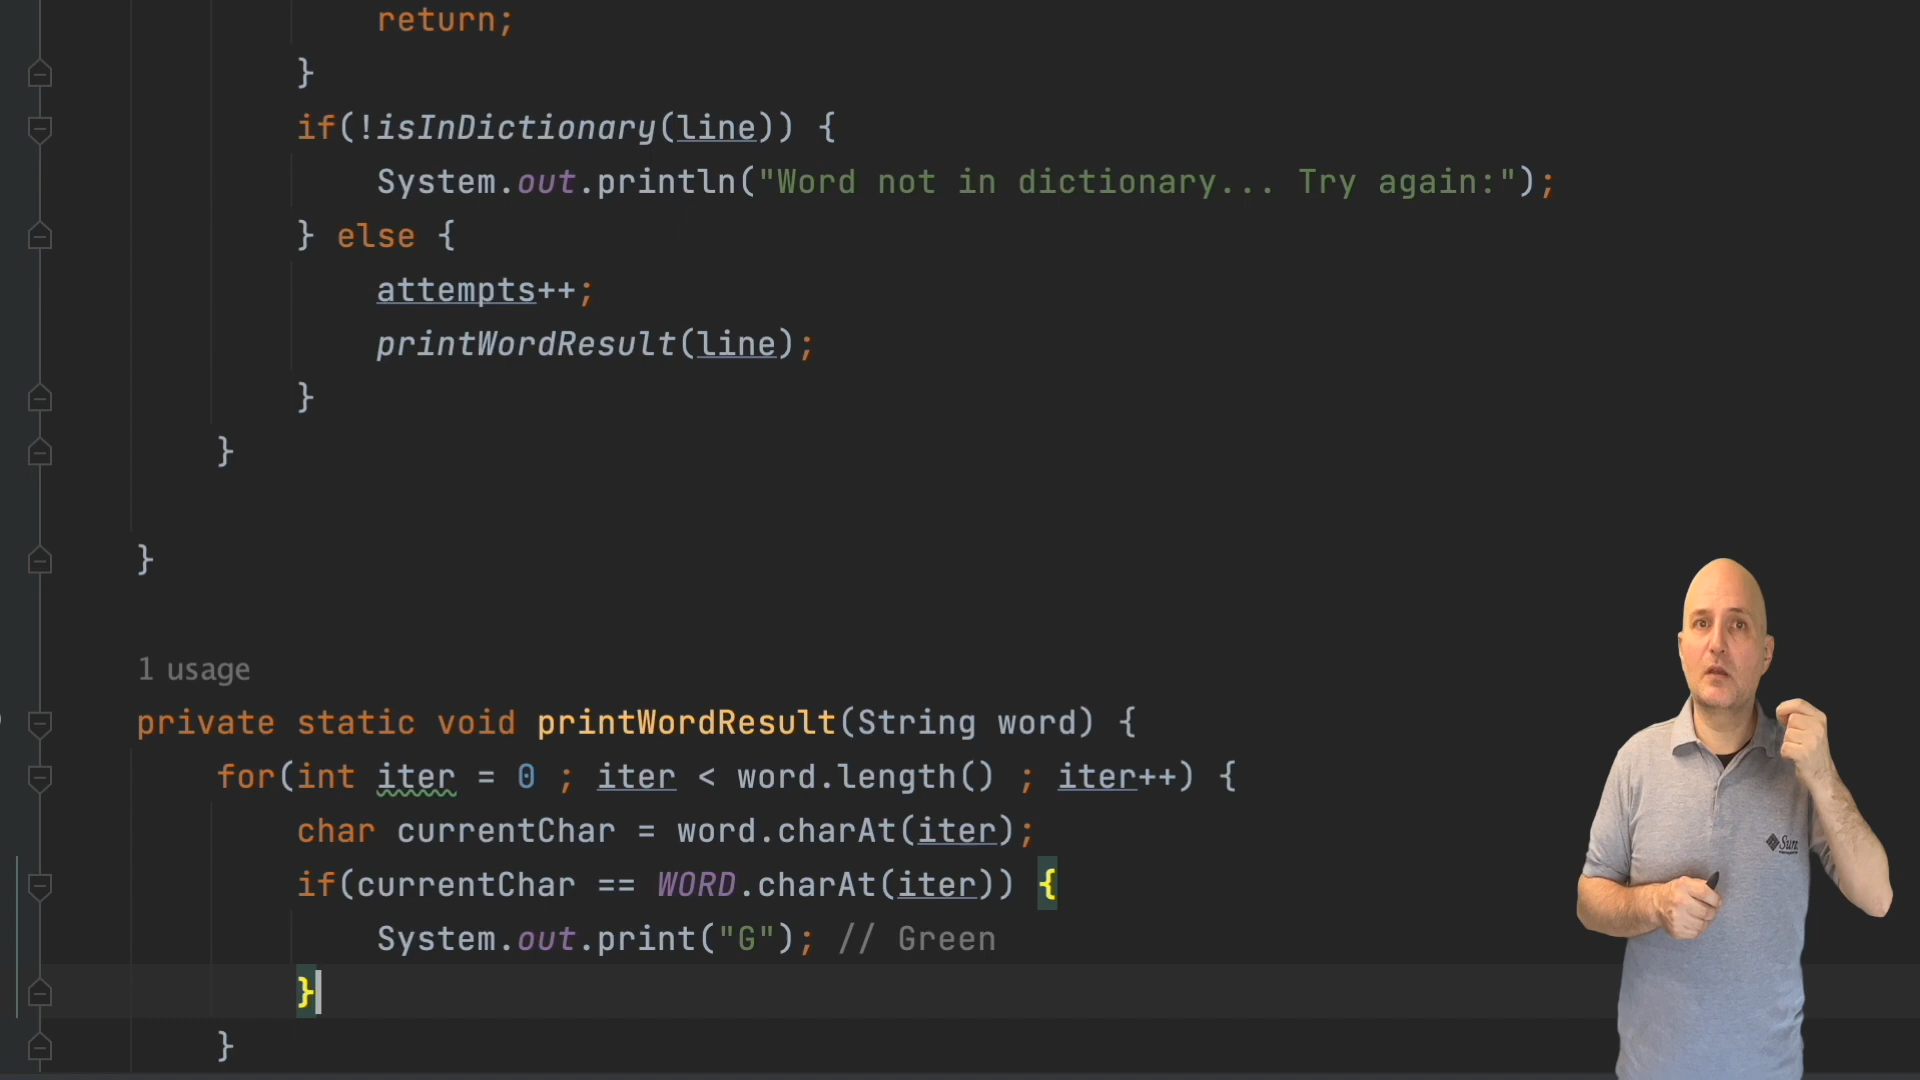 return;
}
if(!isInDictionary(line)) {
System.out.println("Word not in dictionary... Try again:");
} else {
attempts++;
printWordResult(line);
}
}
}
1 usage
private static void printWordResult(String word) {
for(int iter = 0 ; iter < word.length() ; iter++) {
char currentChar = word.charAt(iter);
if(currentChar == WORD.charAt(iter)) {
System.out.print("G"); // Green
}
}
Sun